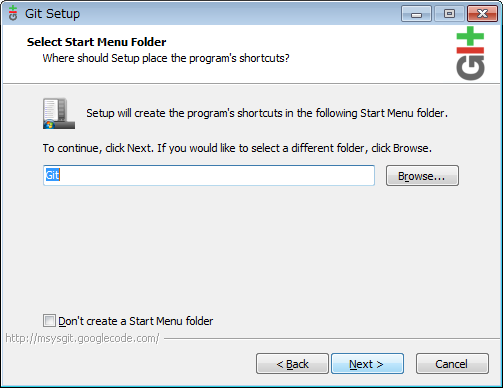 Git Setup
Select Start Menu Folder
Where should Setup place the program's shortcuts?
Git
Setup will create the program's shortcuts in the following Start Menu folder.
To continue, click Next. If you would like to select a different folder, click Browse.
Git
Browse...
Don't create a Start Menu folder
http://msysgit.googlecode.com/
< Back
Next >
Cancel